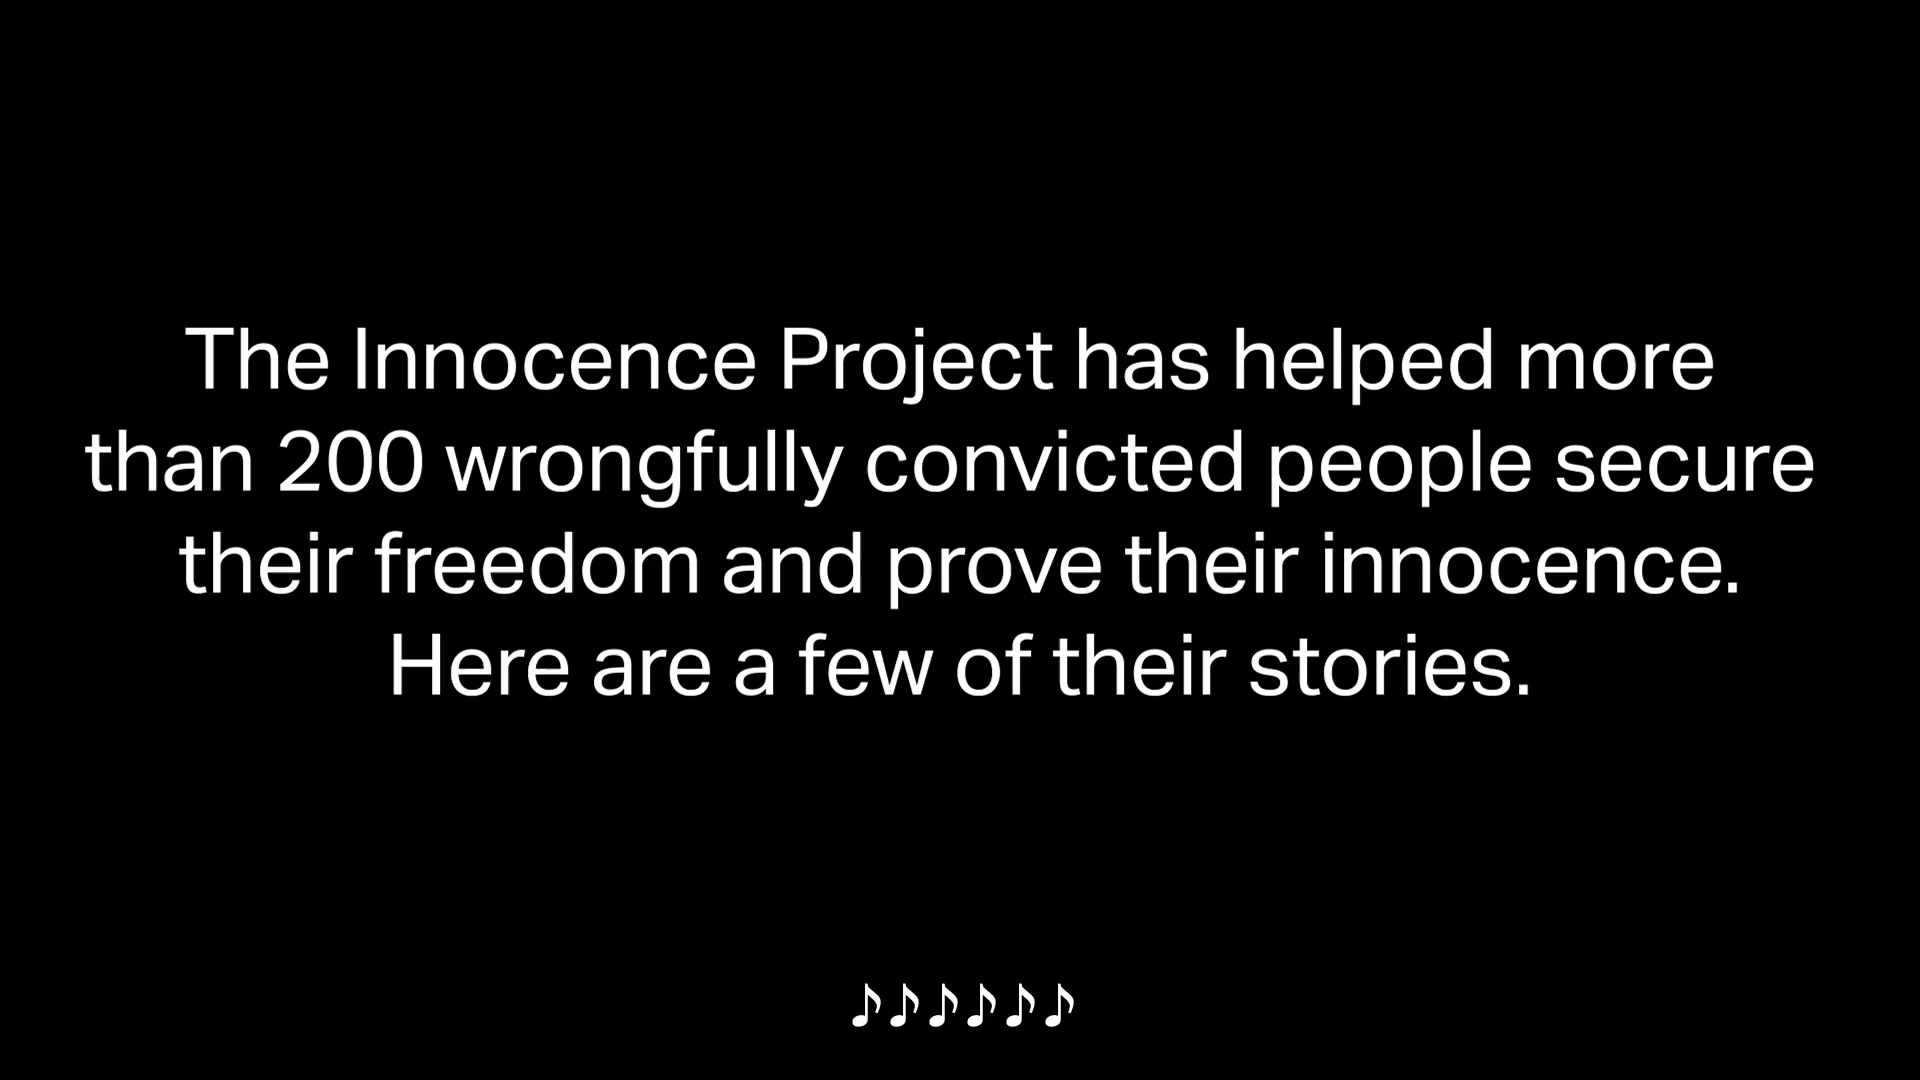 The Innocence Project has helped more
than 200 wrongfully convicted people secure
their freedom and prove their innocence.
Here are a few of their stories.
♪♪♪♪♪♪